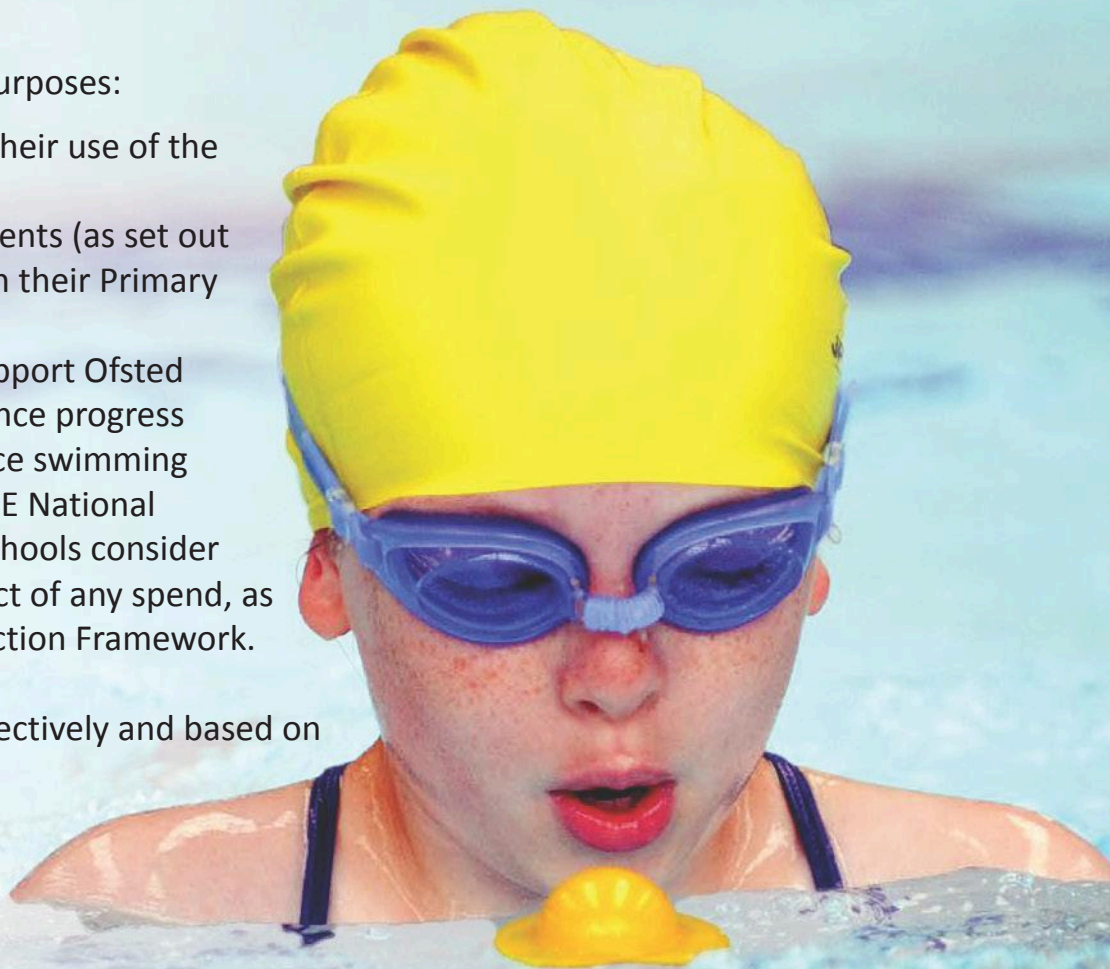 urposes:
heir use of the
ents (as set out
n their Primary
pport Ofsted
nce progress
ce swimming
E National
hools consider
ct of any spend, as
ction Framework.
ectively and based on